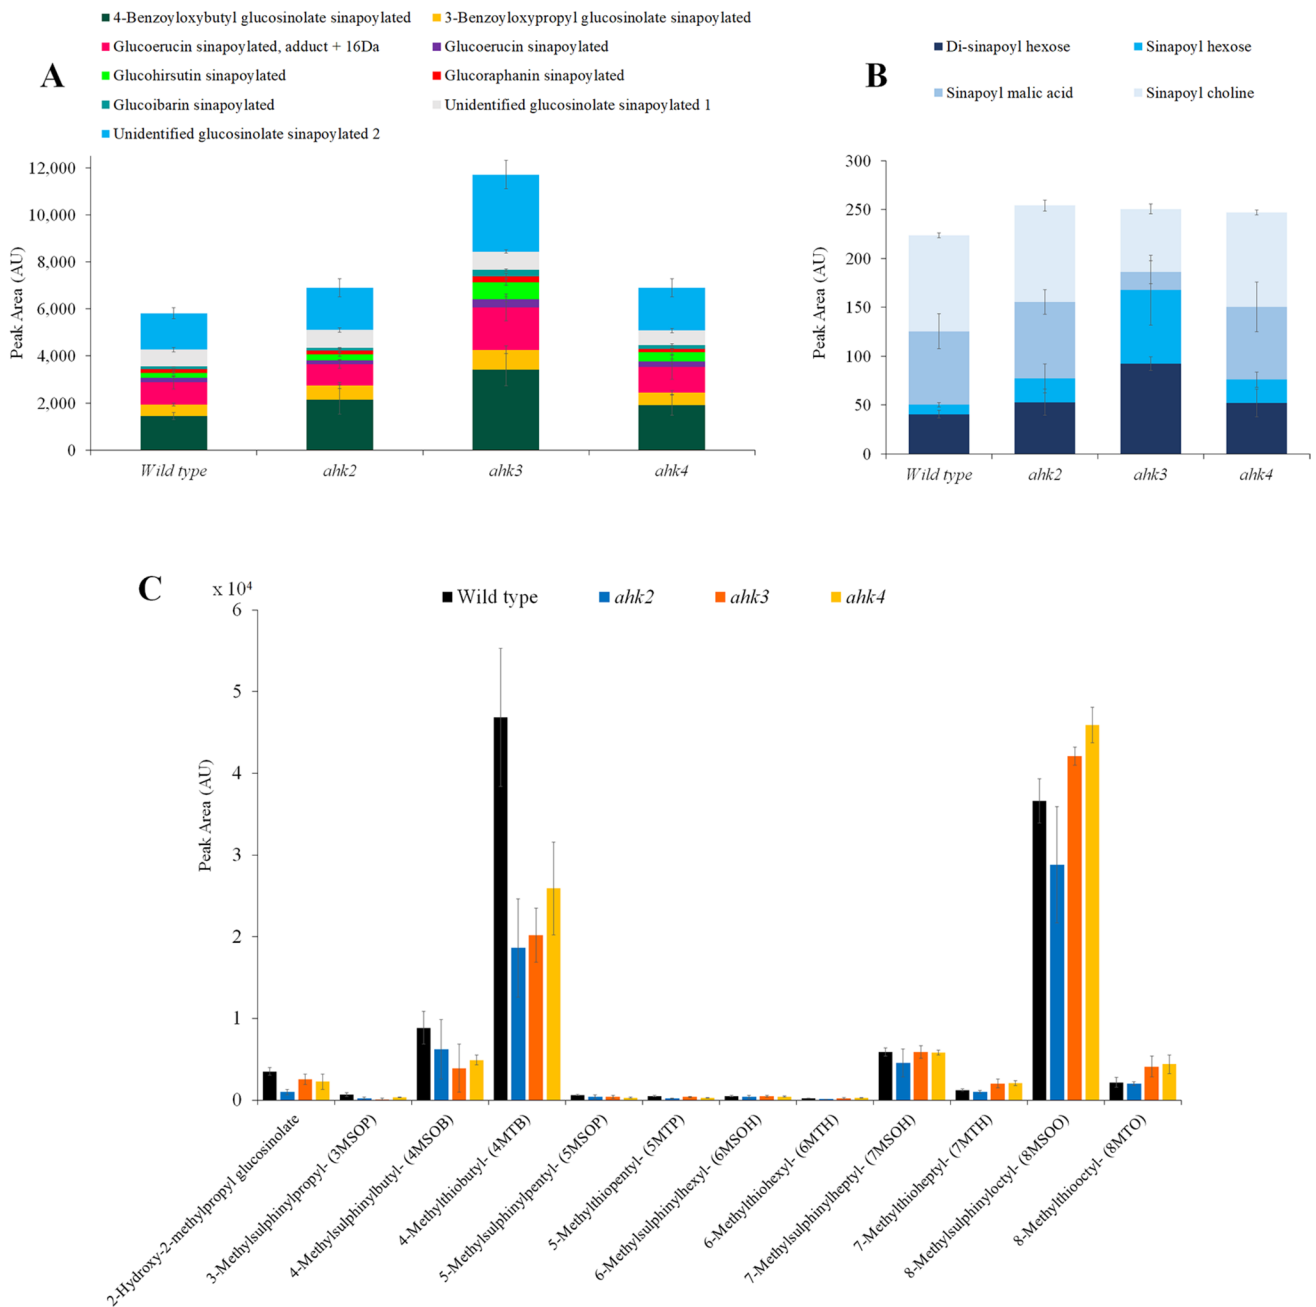 A
4-Benzoyloxybutyl glucosinolate sinapoylated
3-Benzoyloxypropyl glucosinolate sinapoylated
Glucoerucin sinapoylated, adduct + 16Da
Glucoerucin sinapoylated
Glucohirsutin sinapoylated
Glucoraphanin sinapoylated
Glucoibarin sinapoylated
Unidentified glucosinolate sinapoylated 1
Unidentified glucosinolate sinapoylated 2
Peak Area (AU)
12,000
10,000
8,000
6,000
4,000
2,000
0
Wild type
ahk2
ahk3
ahk4
B
Di-sinapoyl hexose
Sinapoyl hexose
Sinapoyl malic acid
Sinapoyl choline
Peak Area (AU)
300
250
200
150
100
50
0
Wild type
ahk2
ahk3
ahk4
C
x 10⁴
Wild type
ahk2
ahk3
ahk4
Peak Area (AU)
6
5
4
3
2
1
0
2-Hydroxy-2-methylpropyl glucosinolate
3-Methylsulphinylpropyl- (3MSOP)
4-Methylsulphinylbutyl- (4MSOB)
4-Methylthiobutyl- (4MTB)
5-Methylsulphinylpentyl- (5MSOP)
5-Methylthiopentyl- (5MTP)
6-Methylsulphinylhexyl- (6MSOH)
6-Methylthiohexyl- (6MTH)
7-Methylsulphinylheptyl- (7MSOH)
7-Methylthioheptyl- (7MTH)
8-Methylsulphinyloctyl- (8MSOO)
8-Methylthiooctyl- (8MTO)